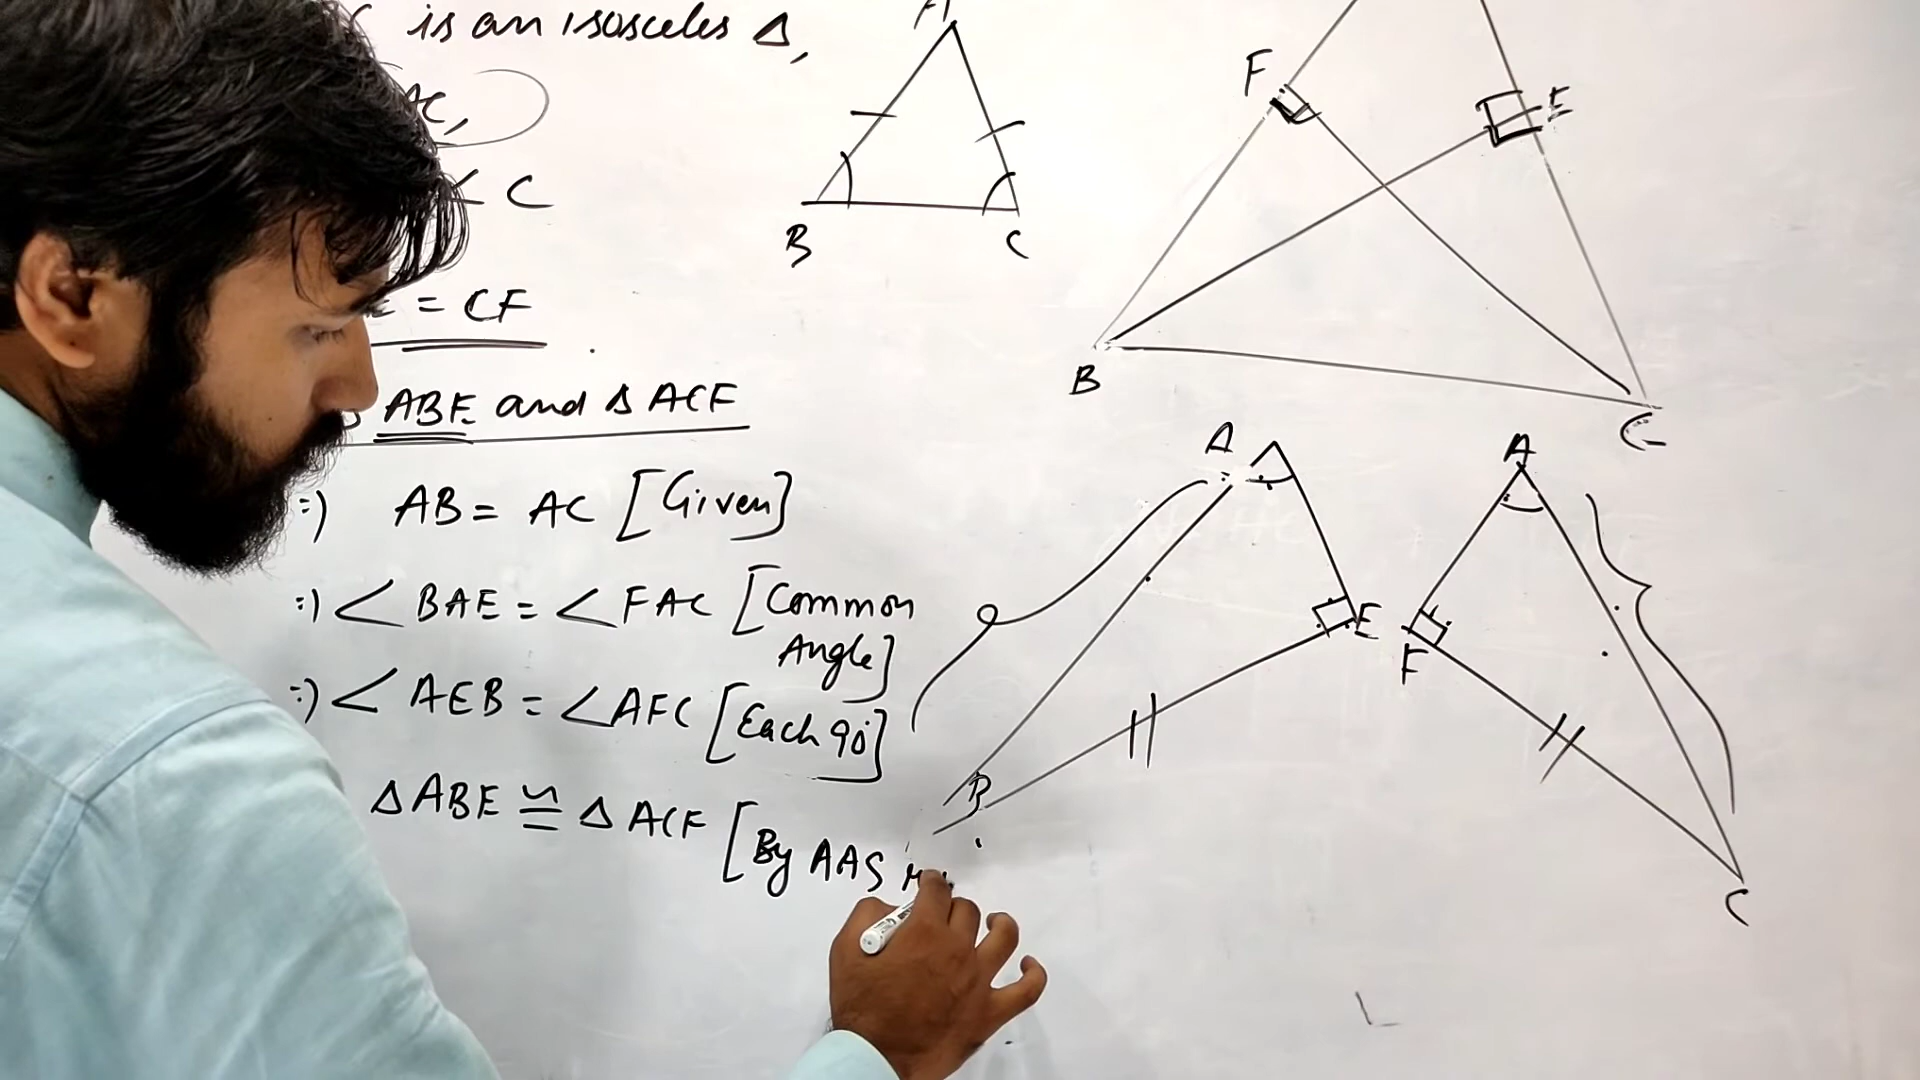 is an isosceles Δ,
AC,
∠ C
E = CF
ABE and Δ ACF
:) AB = AC [Given]
:) ∠ BAE = ∠ FAC [Common
Angle]
:) ∠ AEB = ∠ AFC [Each 90°]
Δ ABE ≅ Δ ACF [By AAS
A
B
C
F
E
B
C
A
E
B
A
F
C